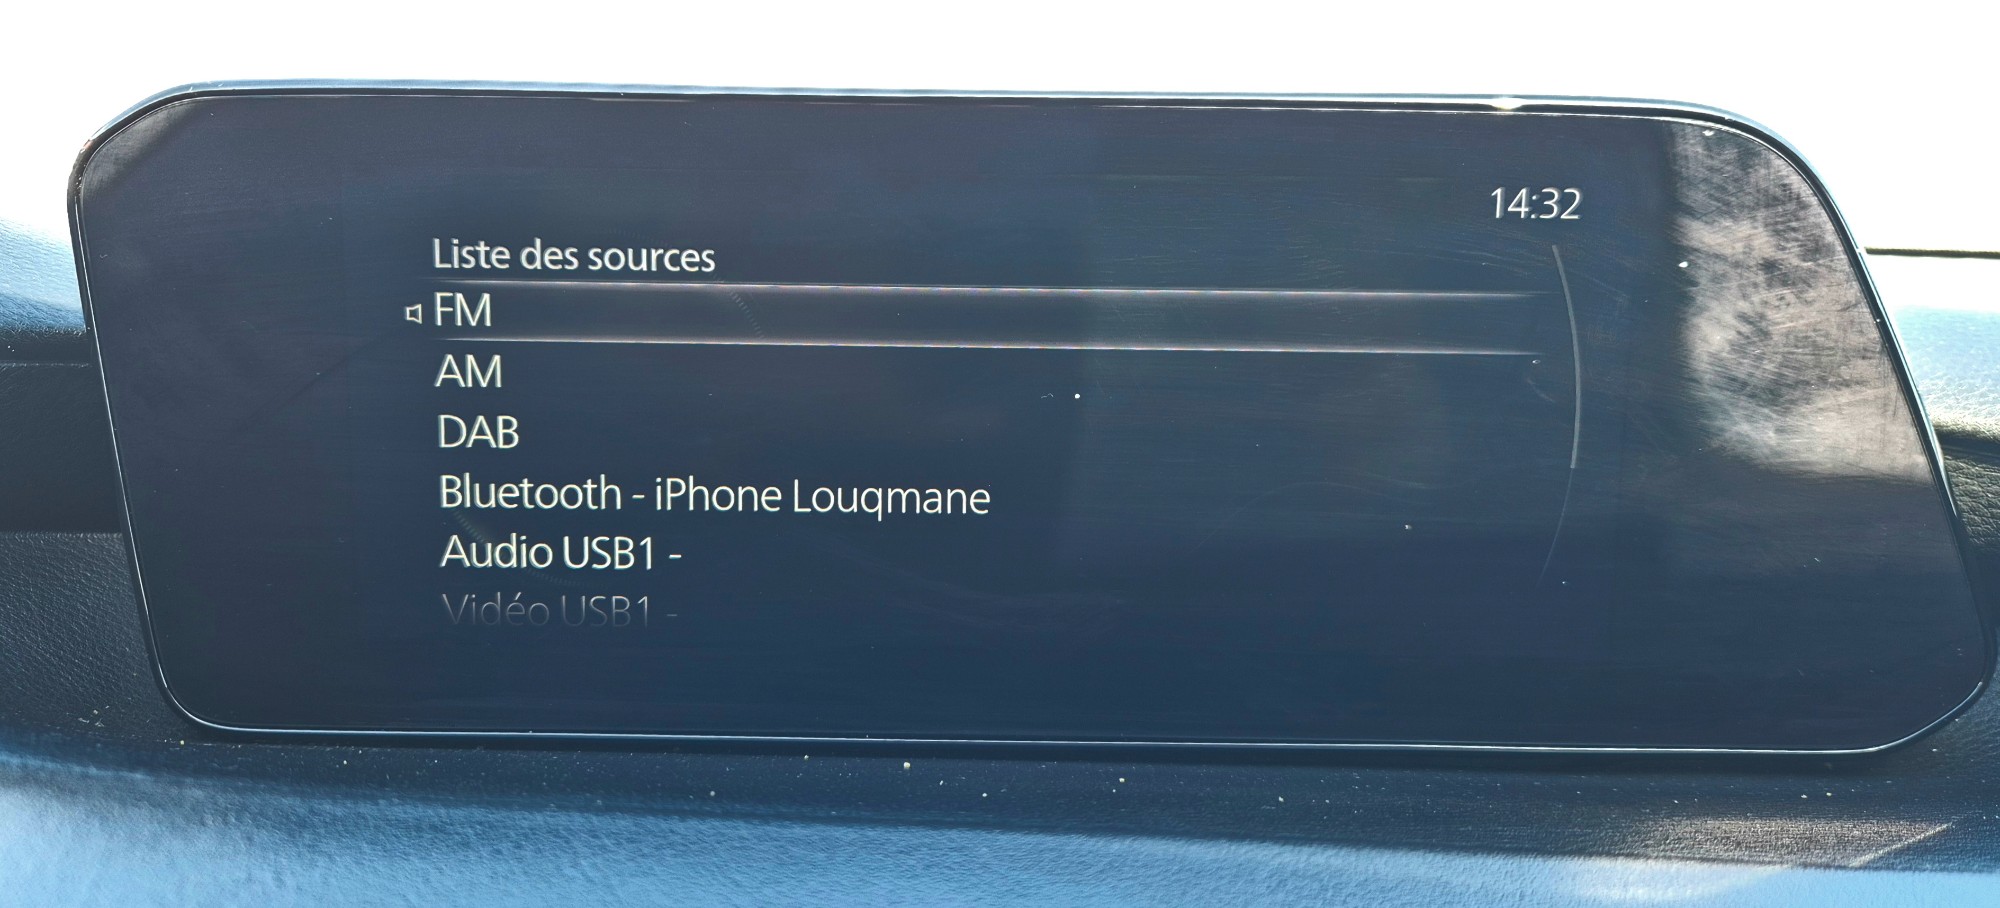 14:32
Liste des sources
FM
AM
DAB
Bluetooth - iPhone Louqmane
Audio USB1 -
Vidéo USB1 -